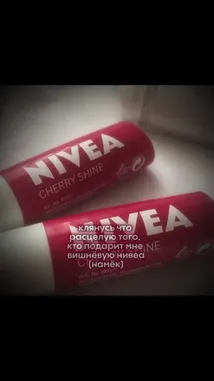 NIVEA
CHERRY SHINE
NIVEA
клянусь что
расцелую того,
кто подарит мне
вишнёвую нивеа
(намёк)